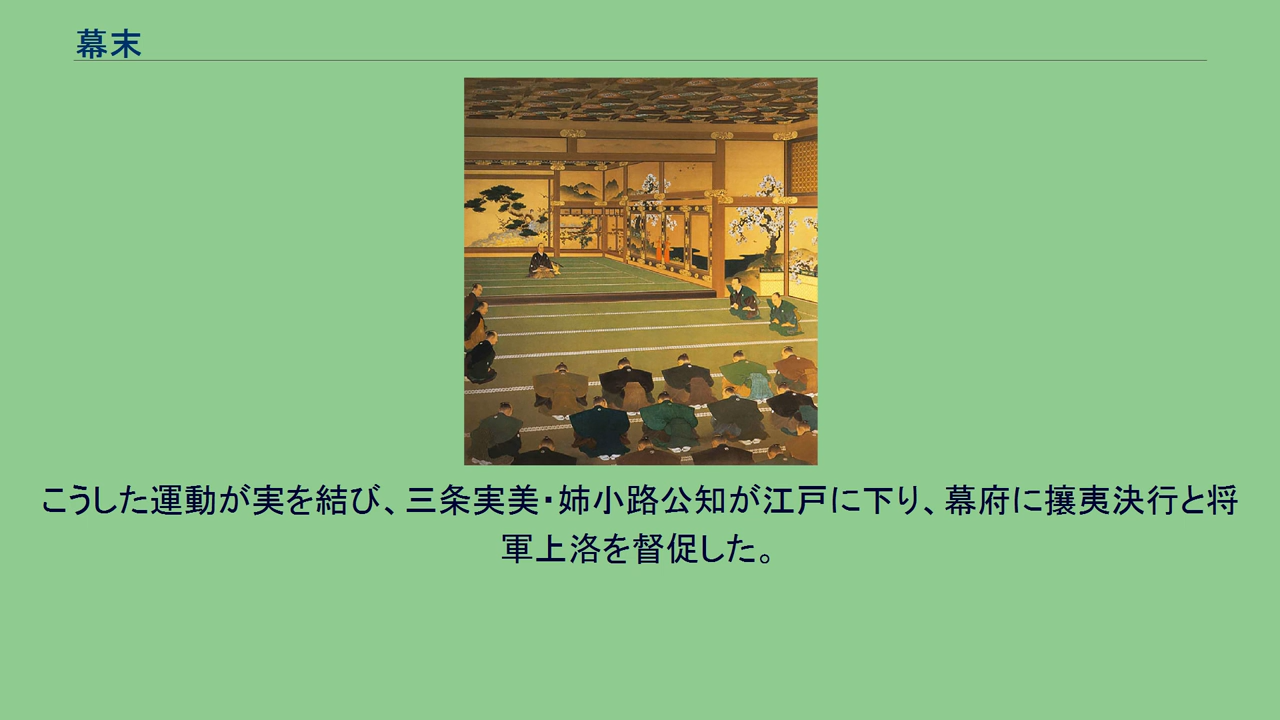 幕末
こうした運動が実を結び、三条実美・姉小路公知が江戸に下り、幕府に攘夷決行と将
軍上洛を督促した。